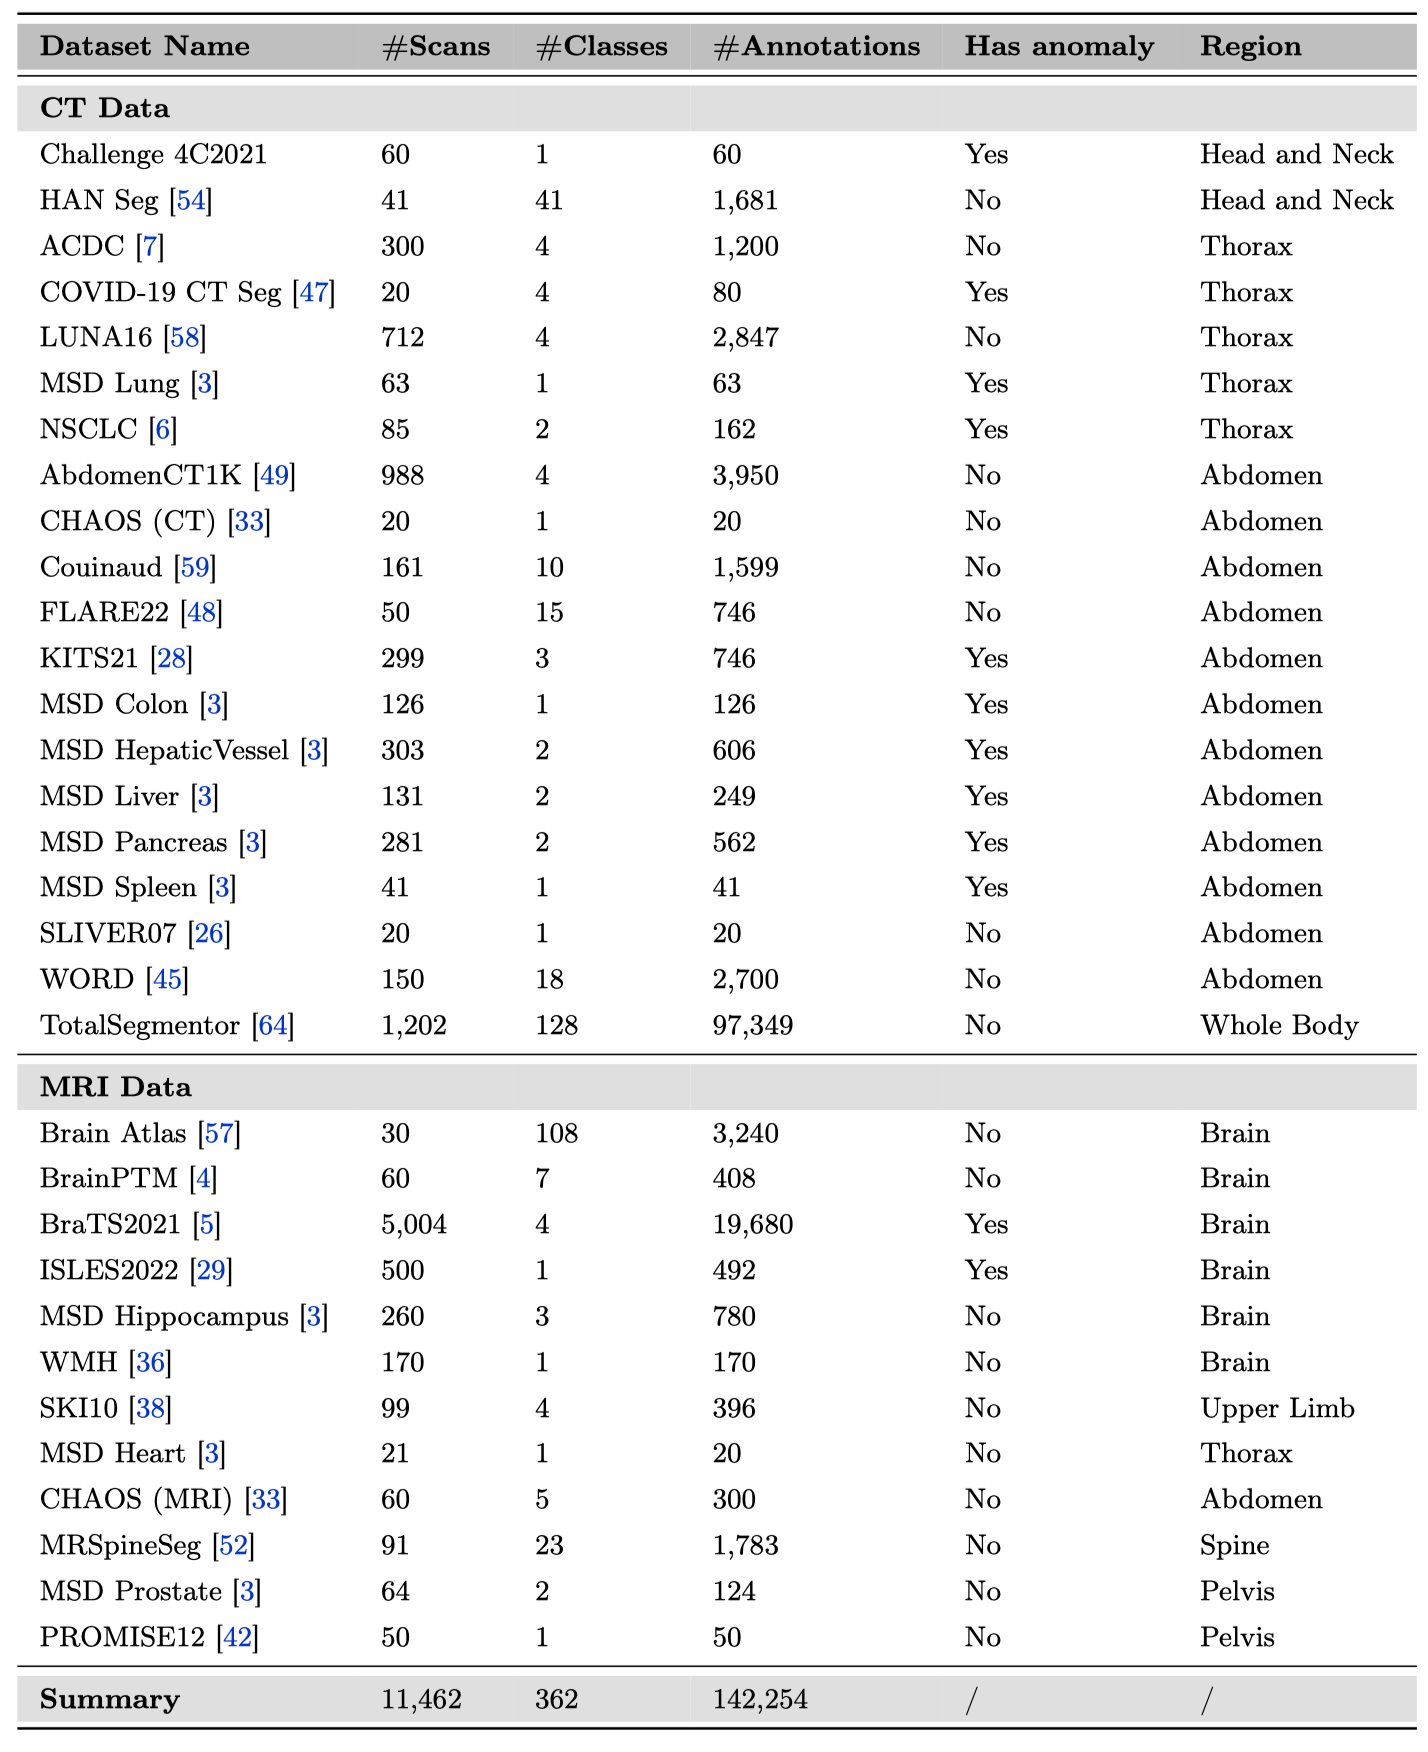 Dataset Name #Scans #Classes #Annotations Has anomaly Region
CT Data
Challenge 4C2021 60 1 60 Yes Head and Neck
HAN Seg [54] 41 41 1,681 No Head and Neck
ACDC [7] 300 4 1,200 No Thorax
COVID-19 CT Seg [47] 20 4 80 Yes Thorax
LUNA16 [58] 712 4 2,847 No Thorax
MSD Lung [3] 63 1 63 Yes Thorax
NSCLC [6] 85 2 162 Yes Thorax
AbdomenCT1K [49] 988 4 3,950 No Abdomen
CHAOS (CT) [33] 20 1 20 No Abdomen
Couinaud [59] 161 10 1,599 No Abdomen
FLARE22 [48] 50 15 746 No Abdomen
KITS21 [28] 299 3 746 Yes Abdomen
MSD Colon [3] 126 1 126 Yes Abdomen
MSD HepaticVessel [3] 303 2 606 Yes Abdomen
MSD Liver [3] 131 2 249 Yes Abdomen
MSD Pancreas [3] 281 2 562 Yes Abdomen
MSD Spleen [3] 41 1 41 Yes Abdomen
SLIVER07 [26] 20 1 20 No Abdomen
WORD [45] 150 18 2,700 No Abdomen
TotalSegmentor [64] 1,202 128 97,349 No Whole Body
MRI Data
Brain Atlas [57] 30 108 3,240 No Brain
BrainPTM [4] 60 7 408 No Brain
BraTS2021 [5] 5,004 4 19,680 Yes Brain
ISLES2022 [29] 500 1 492 Yes Brain
MSD Hippocampus [3] 260 3 780 No Brain
WMH [36] 170 1 170 No Brain
SKI10 [38] 99 4 396 No Upper Limb
MSD Heart [3] 21 1 20 No Thorax
CHAOS (MRI) [33] 60 5 300 No Abdomen
MRSpineSeg [52] 91 23 1,783 No Spine
MSD Prostate [3] 64 2 124 No Pelvis
PROMISE12 [42] 50 1 50 No Pelvis
Summary 11,462 362 142,254 / /